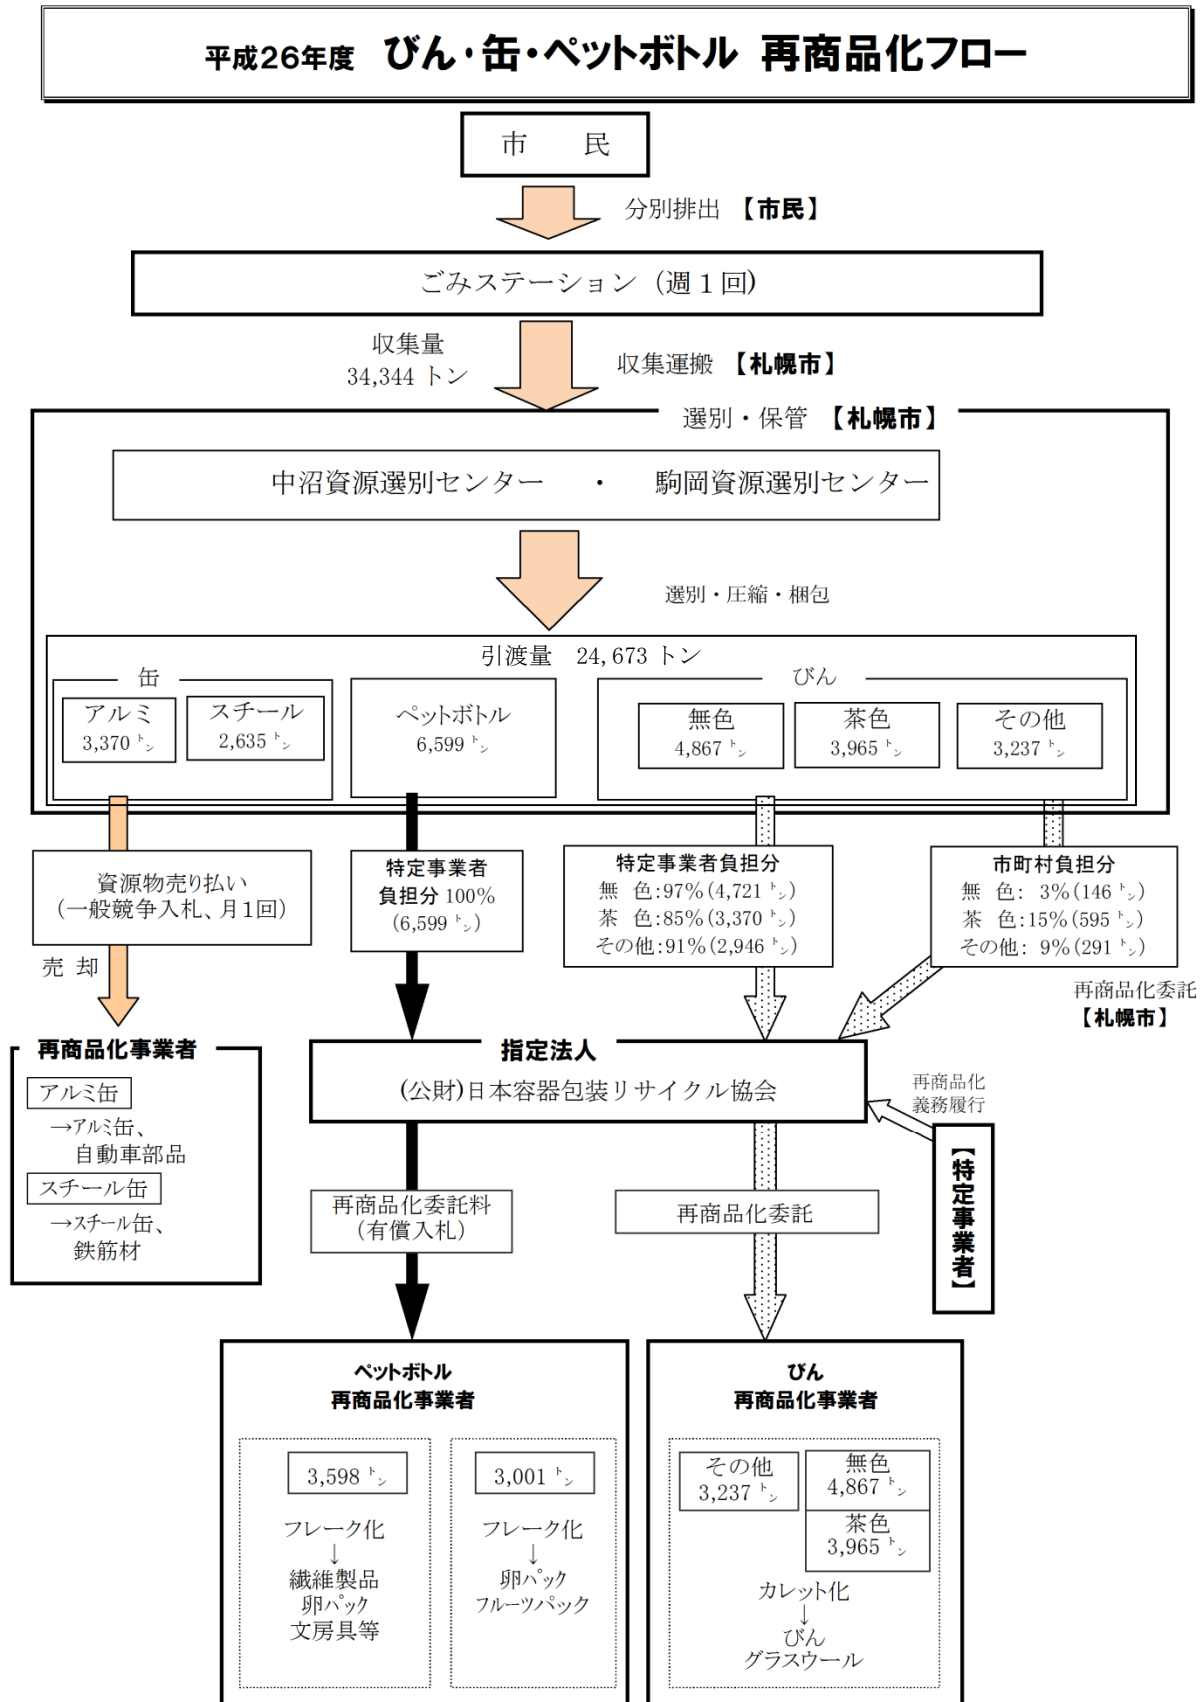 平成26年度 びん・缶・ペットボトル 再商品化フロー
市 民
分別排出 【市民】
ごみステーション (週1回)
収集量
34,344 トン
収集運搬 【札幌市】
選別・保管 【札幌市】
中沼資源選別センター ・ 駒岡資源選別センター
選別・圧縮・梱包
引渡量 24,673 トン
缶
アルミ
3,370 トン
スチール
2,635 トン
ペットボトル
6,599 トン
びん
無色
4,867 トン
茶色
3,965 トン
その他
3,237 トン
資源物売り払い
(一般競争入札、月1回)
売 却
特定事業者
負担分 100%
(6,599 トン)
特定事業者負担分
無 色:97%(4,721 トン)
茶 色:85%(3,370 トン)
その他:91%(2,946 トン)
市町村負担分
無 色: 3%(146 トン)
茶 色:15%(595 トン)
その他: 9%(291 トン)
再商品化委託
【札幌市】
再商品化事業者
アルミ缶
→アルミ缶、
自動車部品
スチール缶
→スチール缶、
鉄筋材
指定法人
(公財)日本容器包装リサイクル協会
再商品化
義務履行
【特定事業者】
再商品化委託料
(有償入札)
再商品化委託
ペットボトル
再商品化事業者
3,598 トン
フレーク化
↓
繊維製品
卵パック
文房具等
3,001 トン
フレーク化
↓
卵パック
フルーツパック
びん
再商品化事業者
その他
3,237 トン
無色
4,867 トン
茶色
3,965 トン
カレット化
↓
びん
グラスウール